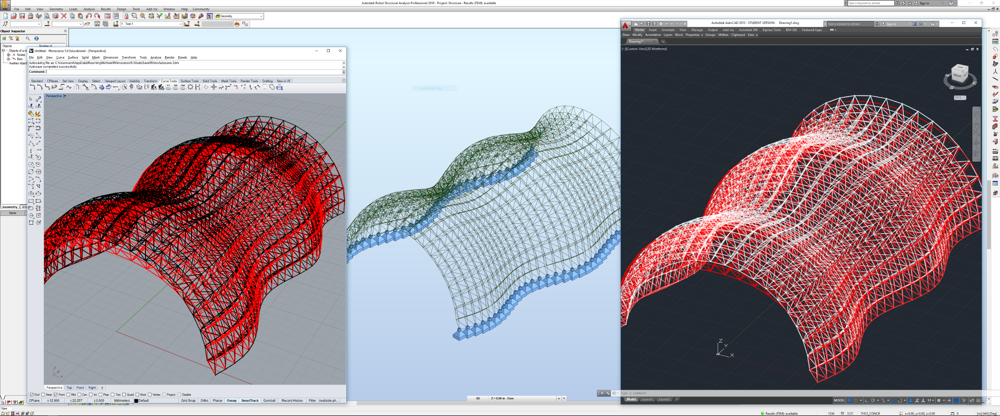 Autodesk Robot Structural Analysis Professional 2018 - Project: Structure - Results (FEM): available
Type a keyword or phrase
Sign In
PRO
File Edit View Geometry Loads Analysis Results Design Tools Add-Ins Window Help Community
Geometry
1 : Test-1
Object Inspector
Objects Number of
Objects of a m
Nodes
Bars
Auxiliary object
Geometry
Name
View
Untitled - Rhinoceros 5.0 Educational - [Perspective]
File Edit View Curve Surface Solid Mesh Dimension Transform Tools Analyze Render Panels Help
Autosaving file as C:\Users\aml\AppData\Roaming\McNeel\Rhinoceros\5.0\AutoSave\RhinoAutosave.3dm
Autosave completed successfully
Command:
Standard CPlanes Set View Display Select Viewport Layout Visibility Transform Curve Tools Surface Tools Solid Tools Mesh Tools Render Tools Drafting New in V5
Perspective
z
y
x
Perspective Top Front Right
End Near Point Mid Cen Int Perp Tan Quad Knot Vertex Project Disable
CPlane x 12.906 y 22.257 z 0.000 Millimeters Default Grid Snap Ortho Planar Osnap SmartTrack Gumball Record History Filter Available ph...
Full-screen Snip
3D Z = 0.00 m - Base
Autodesk AutoCAD 2015 - STUDENT VERSION Drawing1.dwg
Type a keyword or phrase
Sign In
Home Insert Annotate View Manage Output Add-ins Autodesk 360 Express Tools BIM 360 Featured Apps
Draw Modify Annotation Layers Block Properties Groups Utilities Clipboard View
Drawing1*
[−][Custom View][2D Wireframe]
TOP
FRONT
W
E
S
WCS
Z
Y
X
Type a command
Model Layout1 Layout2
MODEL
1:1
Results (FEM): available
1334 5121 TH12_CONCR x=0.00, y=0.00, z=0.00 0 [m] [kN] [Deg]